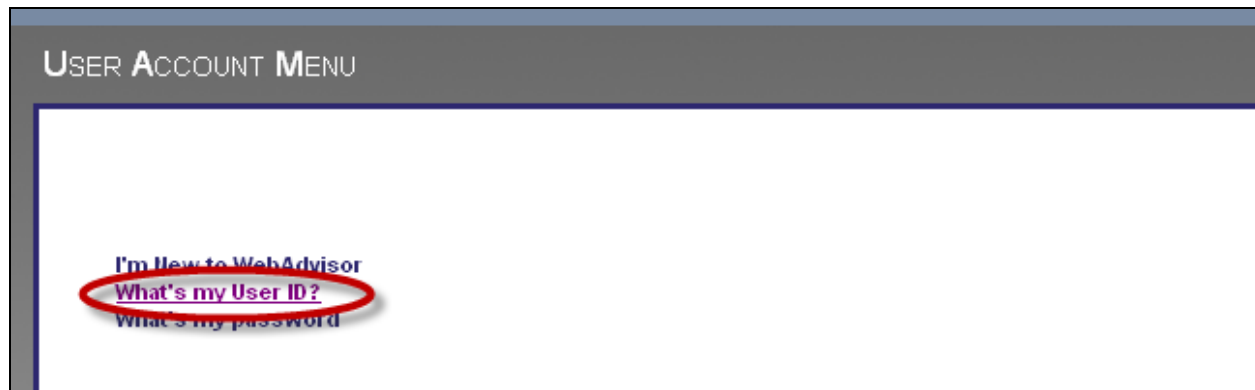 USER ACCOUNT MENU
I'm New to WebAdvisor
What's my User ID?
What's my password